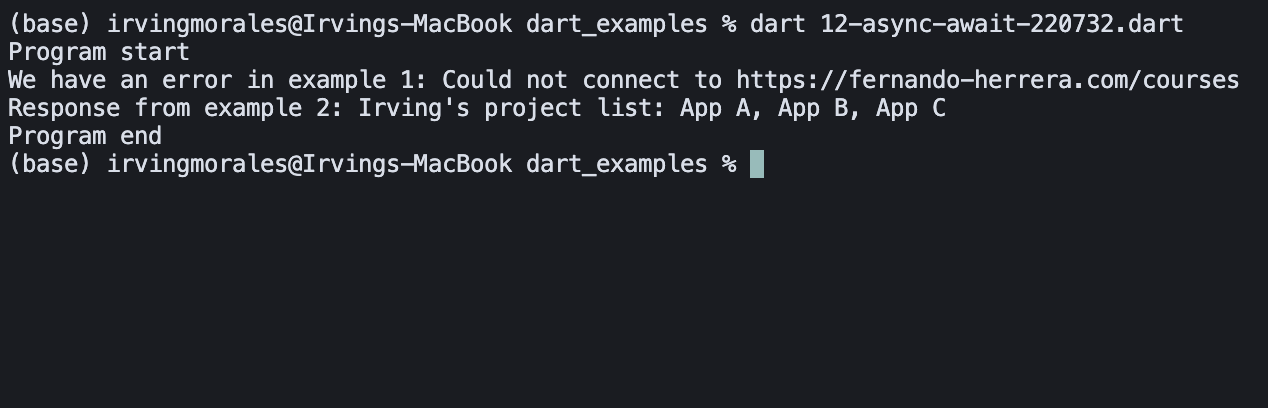 (base) irvingmorales@Irvings-MacBook dart_examples % dart 12-async-await-220732.dart
Program start
We have an error in example 1: Could not connect to https://fernando-herrera.com/courses
Response from example 2: Irving's project list: App A, App B, App C
Program end
(base) irvingmorales@Irvings-MacBook dart_examples %